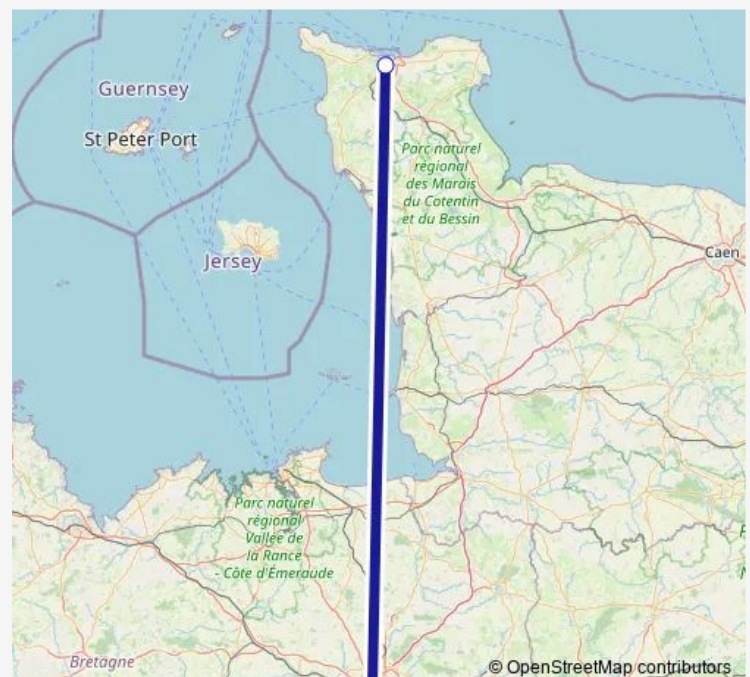 Guernsey
St Peter Port
Parc naturel
régional
des Marais
du Cotentin
et du Bessin
Jersey
Caen
Parc naturel
régional
Vallée de
la Rance
- Côte d'Émeraude
Bretagne
© OpenStreetMap contributors